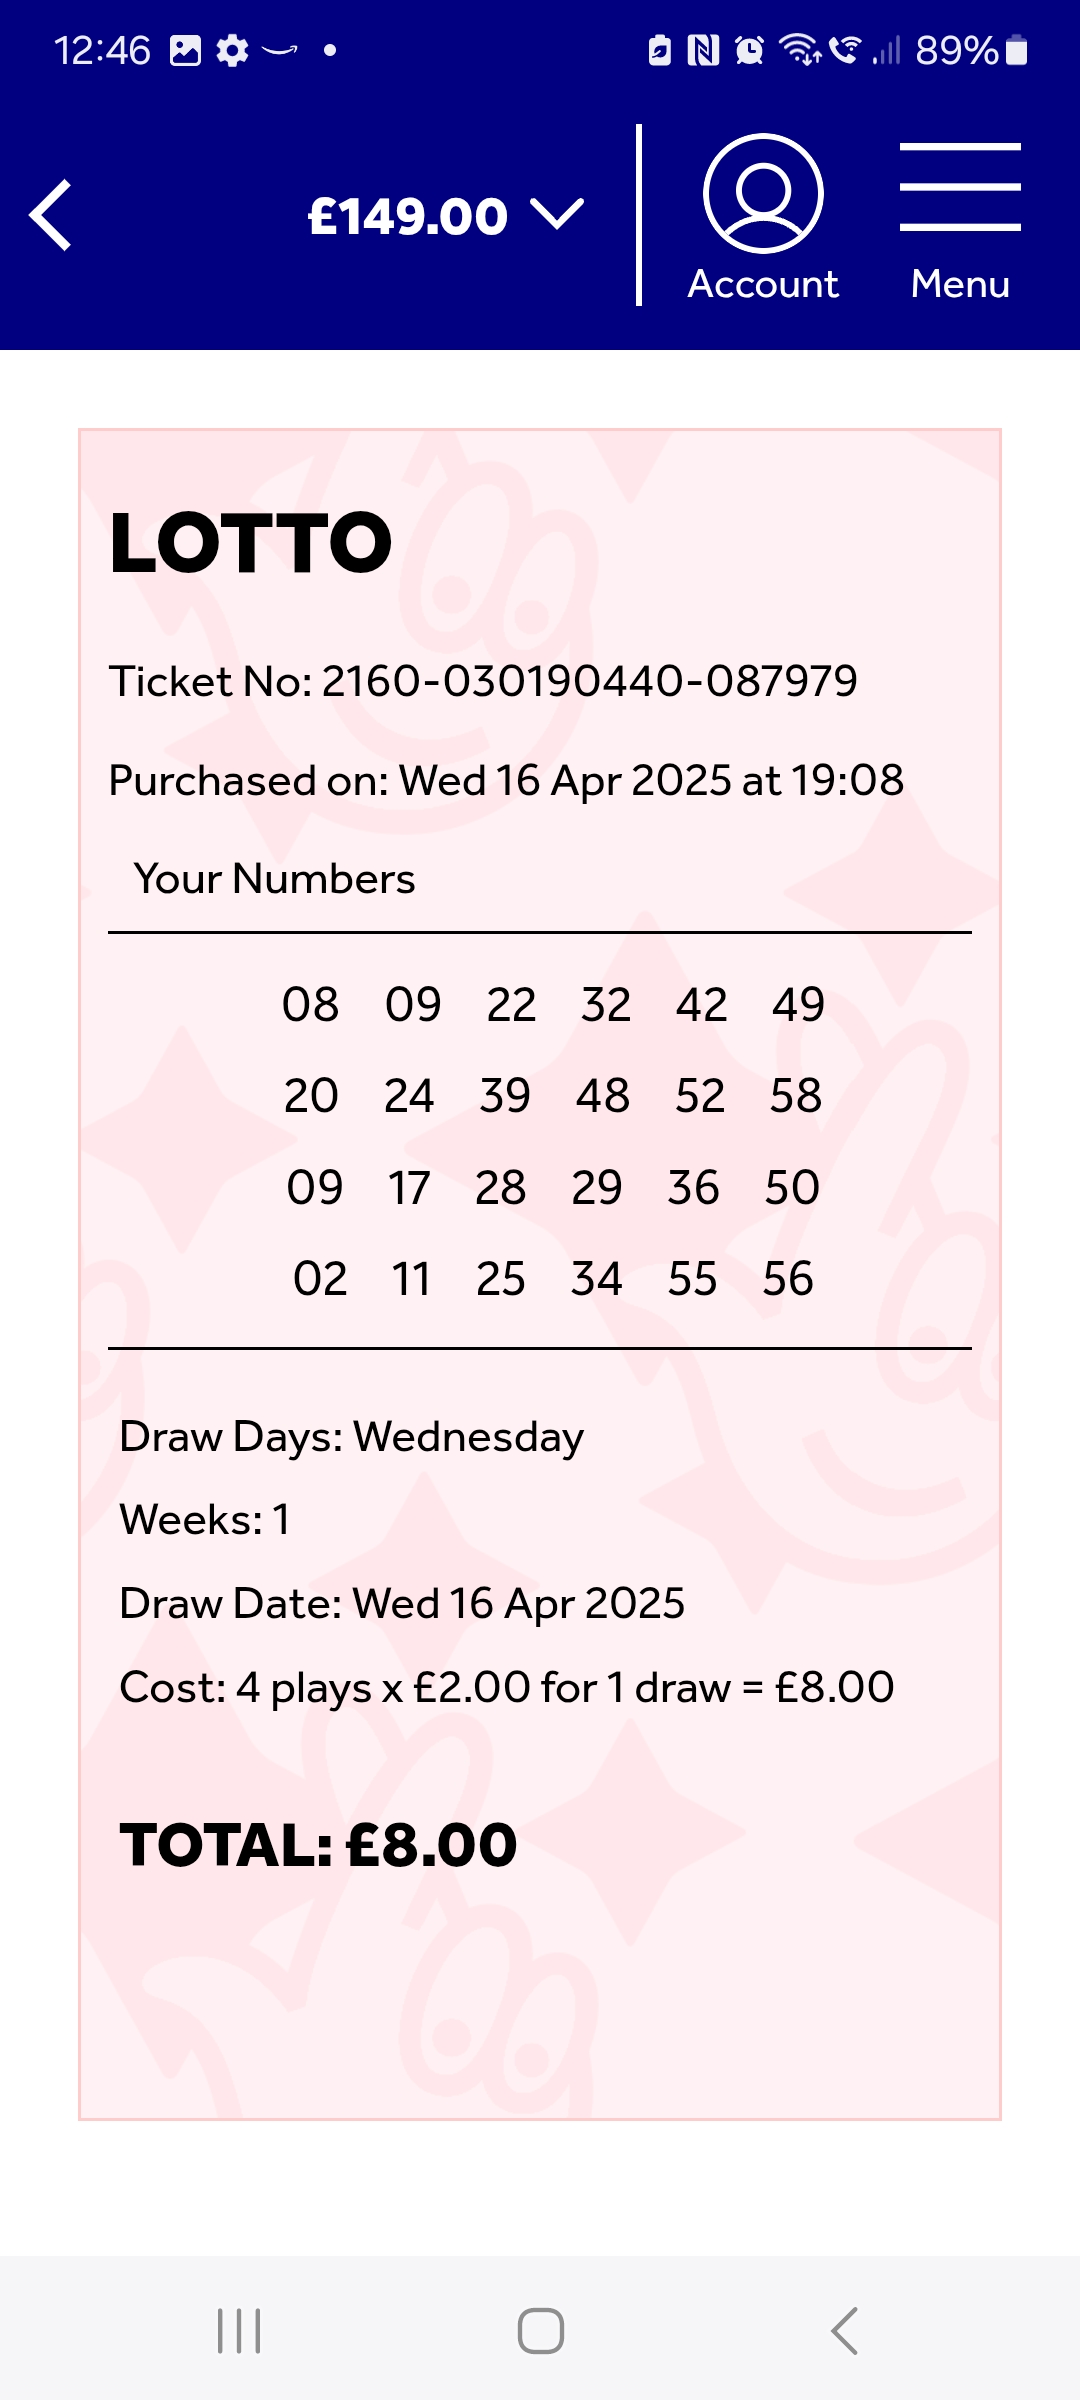 12:46
89%
£149.00
Account
Menu
LOTTO
Ticket No: 2160-030190440-087979
Purchased on: Wed 16 Apr 2025 at 19:08
Your Numbers
08 09 22 32 42 49
20 24 39 48 52 58
09 17 28 29 36 50
02 11 25 34 55 56
Draw Days: Wednesday
Weeks: 1
Draw Date: Wed 16 Apr 2025
Cost: 4 plays x £2.00 for 1 draw = £8.00
TOTAL: £8.00